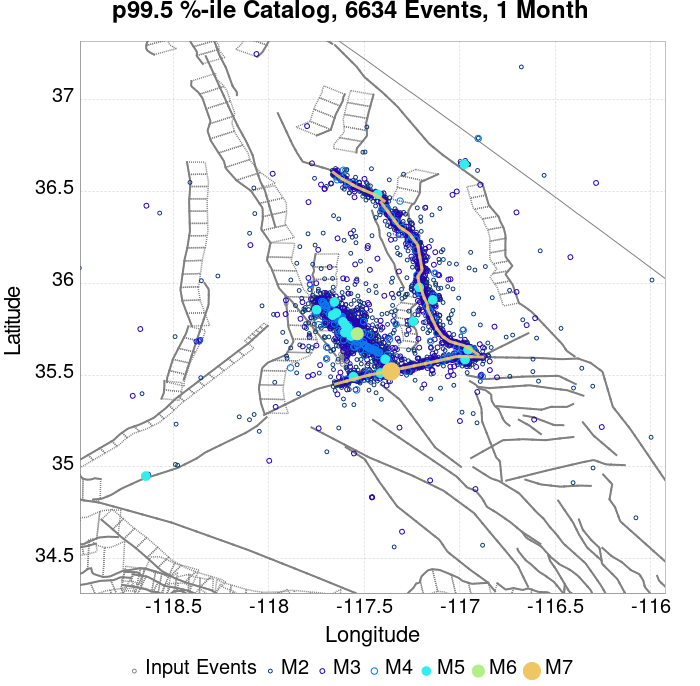 p99.5 %-ile Catalog, 6634 Events, 1 Month
Latitude
37
36.5
36
35.5
35
34.5
-118.5 -118 -117.5 -117 -116.5 -116
Longitude
Input Events M2 M3 M4 M5 M6 M7